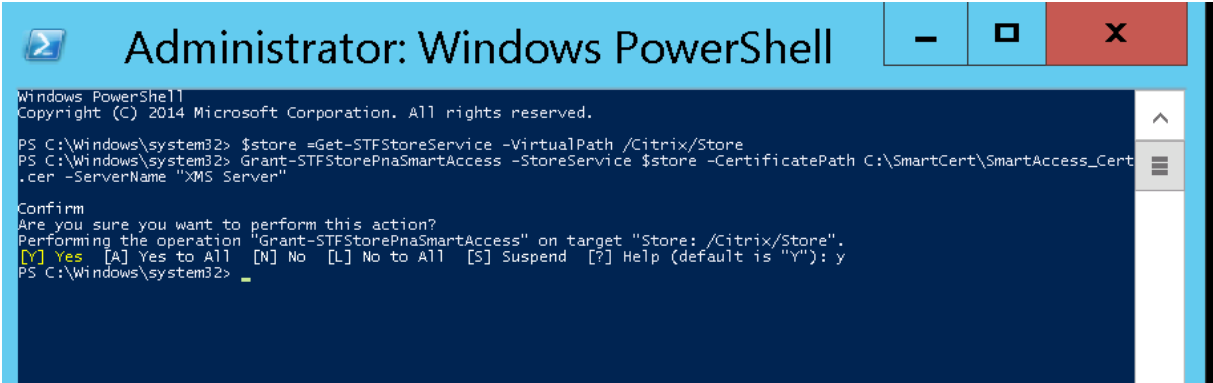 Administrator: Windows PowerShell
Windows PowerShell
Copyright (C) 2014 Microsoft Corporation. All rights reserved.
PS C:\Windows\system32> $store =Get-STFStoreService -VirtualPath /Citrix/Store
PS C:\Windows\system32> Grant-STFStorePnaSmartAccess -StoreService $store -CertificatePath C:\SmartCert\SmartAccess_Cert
.cer -ServerName "XMS Server"
Confirm
Are you sure you want to perform this action?
Performing the operation "Grant-STFStorePnaSmartAccess" on target "Store: /Citrix/Store".
[Y] Yes  [A] Yes to All  [N] No  [L] No to All  [S] Suspend  [?] Help (default is "Y"): y
PS C:\Windows\system32>